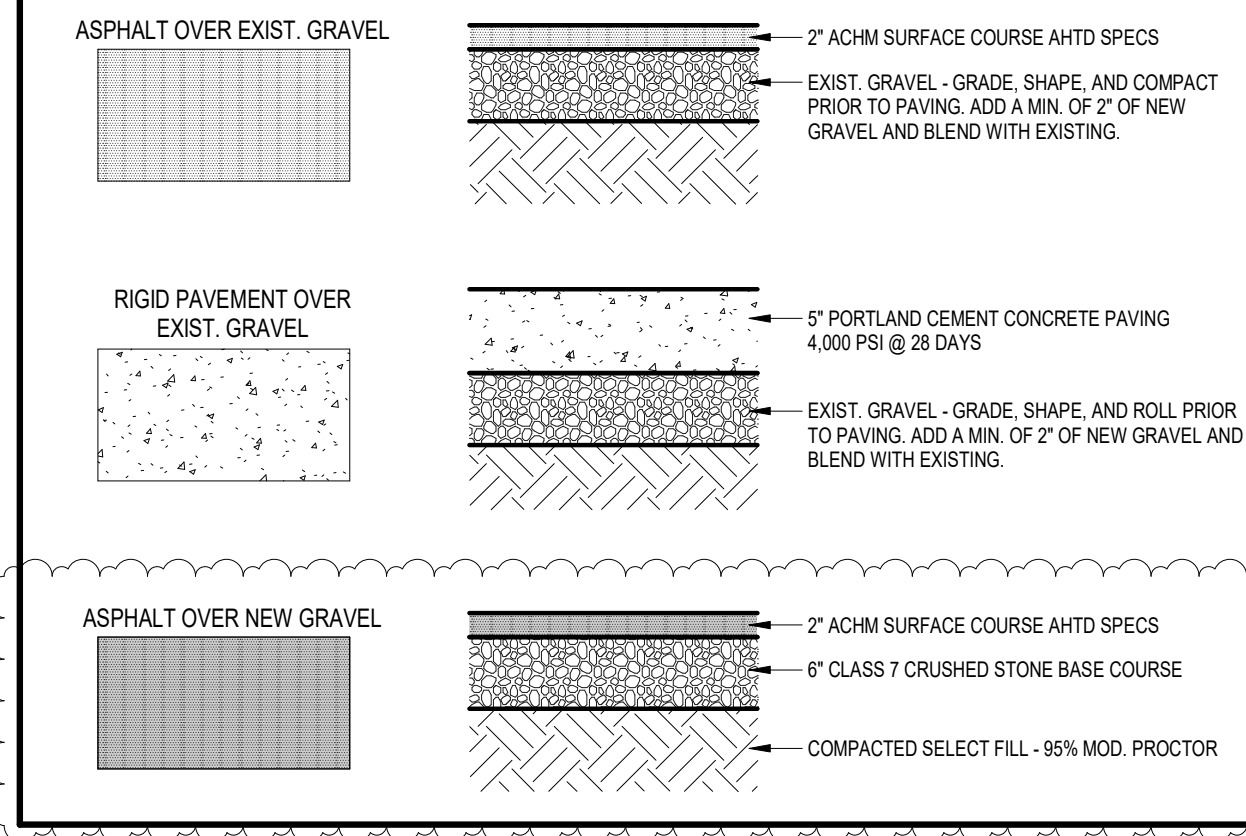 ASPHALT OVER EXIST. GRAVEL
2" ACHM SURFACE COURSE AHTD SPECS
EXIST. GRAVEL - GRADE, SHAPE, AND COMPACT
PRIOR TO PAVING. ADD A MIN. OF 2" OF NEW
GRAVEL AND BLEND WITH EXISTING.
RIGID PAVEMENT OVER
EXIST. GRAVEL
5" PORTLAND CEMENT CONCRETE PAVING
4,000 PSI @ 28 DAYS
EXIST. GRAVEL - GRADE, SHAPE, AND ROLL PRIOR
TO PAVING. ADD A MIN. OF 2" OF NEW GRAVEL AND
BLEND WITH EXISTING.
ASPHALT OVER NEW GRAVEL
2" ACHM SURFACE COURSE AHTD SPECS
6" CLASS 7 CRUSHED STONE BASE COURSE
COMPACTED SELECT FILL - 95% MOD. PROCTOR